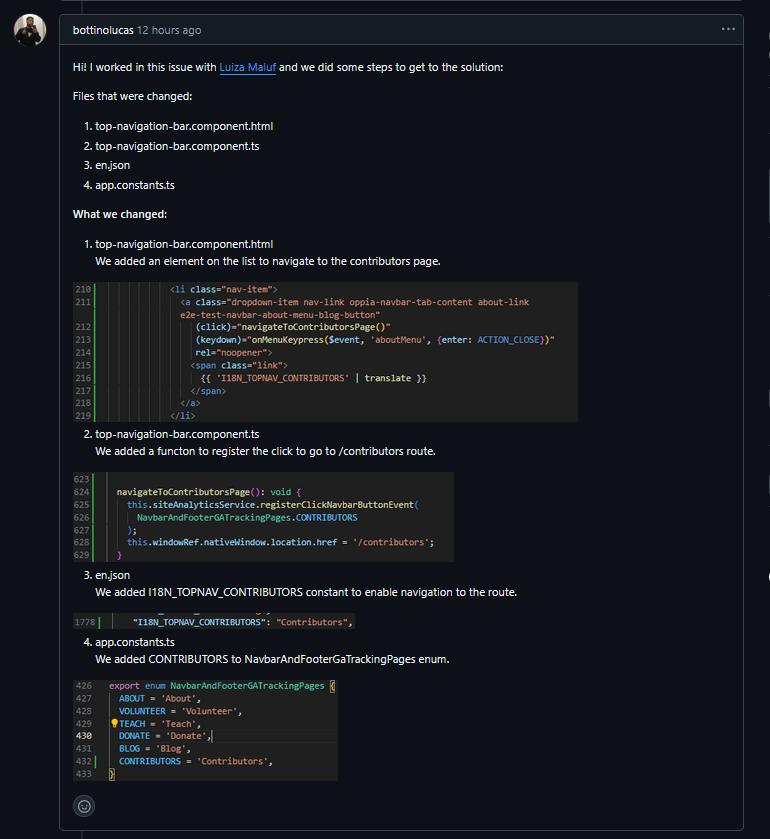 bottinolucas 12 hours ago
Hi! I worked in this issue with Luiza Maluf and we did some steps to get to the solution:
Files that were changed:
1. top-navigation-bar.component.html
2. top-navigation-bar.component.ts
3. en.json
4. app.constants.ts
What we changed:
1. top-navigation-bar.component.html
We added an element on the list to navigate to the contributors page.
210 <li class="nav-item">
211 <a class="dropdown-item nav-link oppia-navbar-tab-content about-link
e2e-test-navbar-about-menu-blog-button"
212 (click)="navigateToContributorsPage()"
213 (keydown)="onMenuKeypress($event, 'aboutMenu', {enter: ACTION_CLOSE})"
214 rel="noopener">
215 <span class="link">
216 {{ 'I18N_TOPNAV_CONTRIBUTORS' | translate }}
217 </span>
218 </a>
219 </li>
2. top-navigation-bar.component.ts
We added a functon to register the click to go to /contributors route.
623
624 navigateToContributorsPage(): void {
625 this.siteAnalyticsService.registerClickNavbarButtonEvent(
626 NavbarAndFooterGATrackingPages.CONTRIBUTORS
627 );
628 this.windowRef.nativeWindow.location.href = '/contributors';
629 }
3. en.json
We added I18N_TOPNAV_CONTRIBUTORS constant to enable navigation to the route.
1778 "I18N_TOPNAV_CONTRIBUTORS": "Contributors",
4. app.constants.ts
We added CONTRIBUTORS to NavbarAndFooterGaTrackingPages enum.
426 export enum NavbarAndFooterGATrackingPages {
427 ABOUT = 'About',
428 VOLUNTEER = 'Volunteer',
429 TEACH = 'Teach',
430 DONATE = 'Donate',
431 BLOG = 'Blog',
432 CONTRIBUTORS = 'Contributors',
433 }